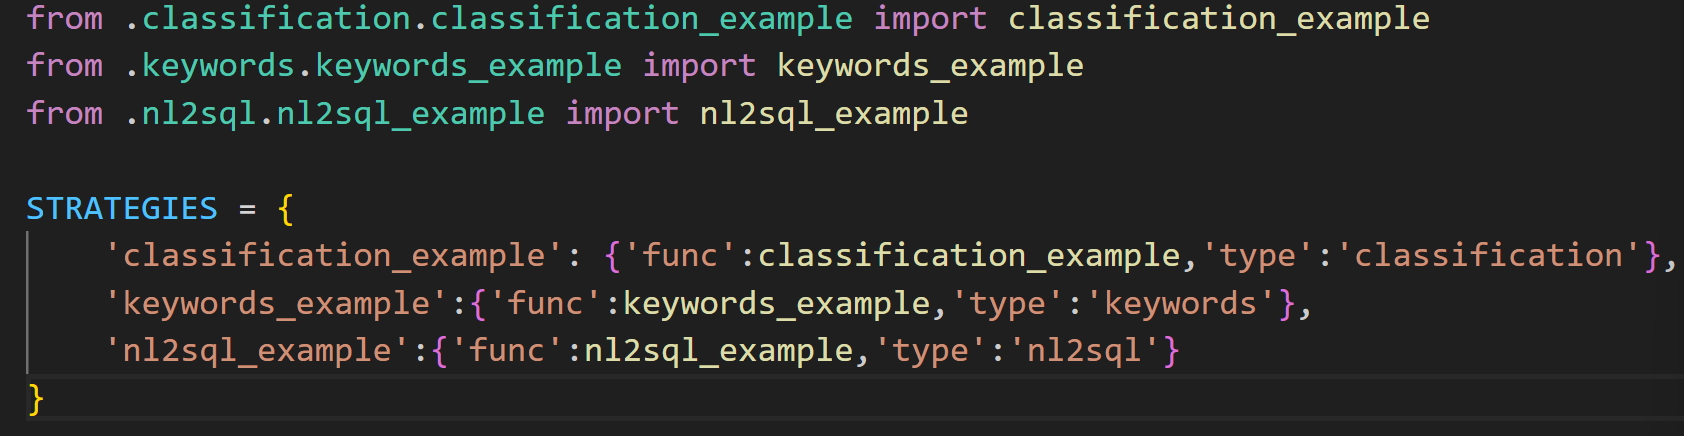 from .classification.classification_example import classification_example
from .keywords.keywords_example import keywords_example
from .nl2sql.nl2sql_example import nl2sql_example
STRATEGIES = {
    'classification_example': {'func':classification_example,'type':'classification'},
    'keywords_example':{'func':keywords_example,'type':'keywords'},
    'nl2sql_example':{'func':nl2sql_example,'type':'nl2sql'}
}